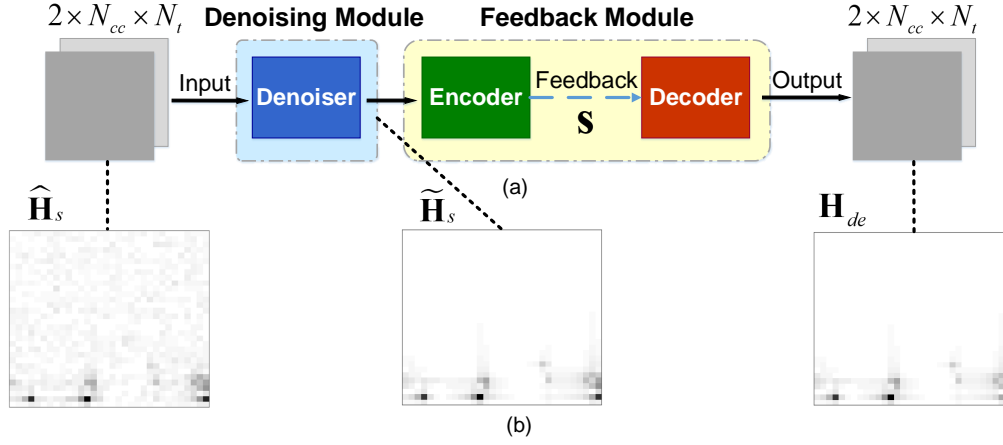 2 × N_cc × N_t
Denoising Module
Feedback Module
2 × N_cc × N_t
Input
Denoiser
Encoder
Feedback
S
Decoder
Output
(a)
Ĥ_s
H̃_s
H_de
(b)